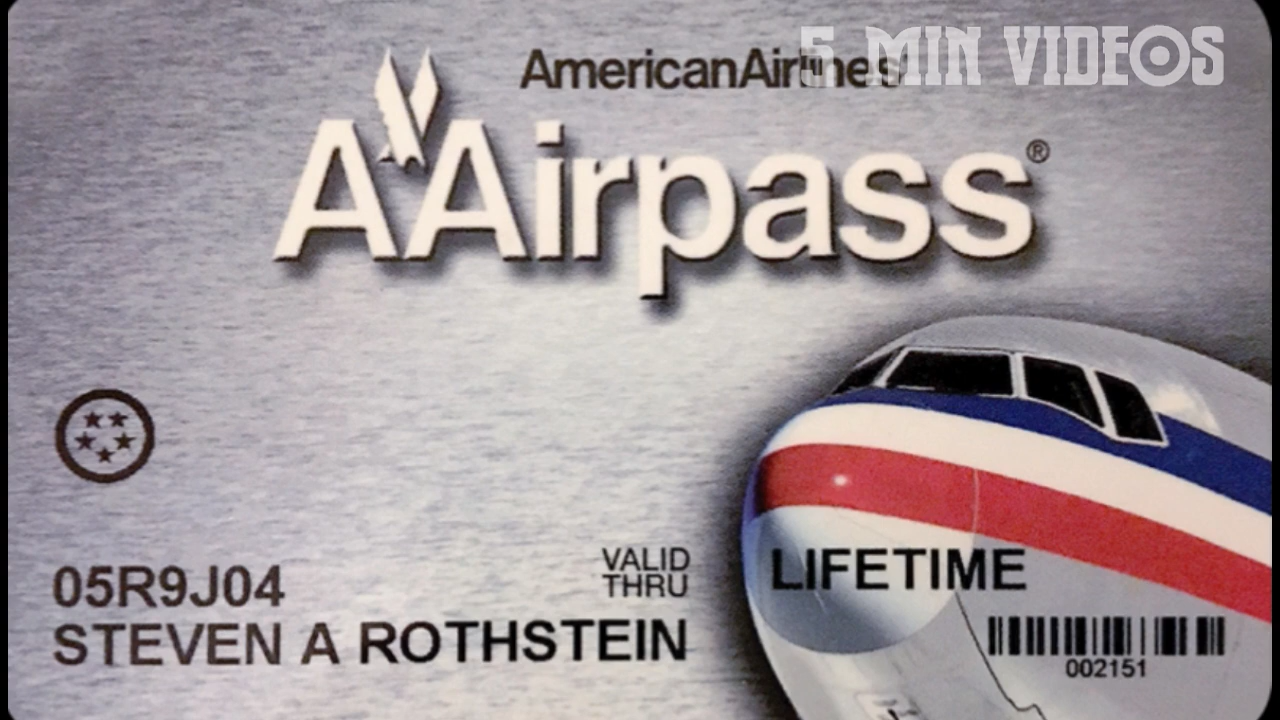 5 MIN VIDEOS
AmericanAirlines
AAirpass®
05R9J04
VALID
THRU
LIFETIME
STEVEN A ROTHSTEIN
002151